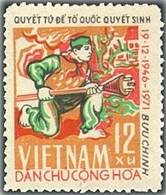 QUYẾT TỬ ĐỂ TỔ QUỐC QUYẾT SINH
19-12-1946-1971
BƯU CHÍNH
12
XU
VIETNAM
DÂN CHỦ CỘNG HÒA